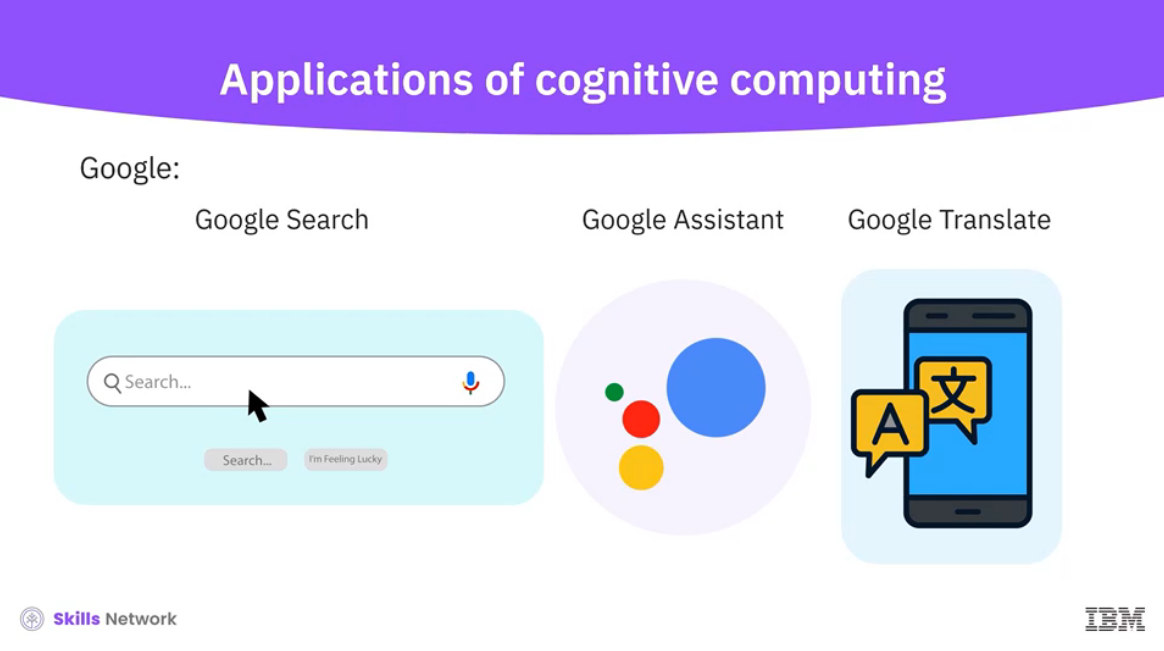 Applications of cognitive computing
Google:
Google Search
Google Assistant
Google Translate
Search...
Search...
I'm Feeling Lucky
A
文
Skills Network
IBM